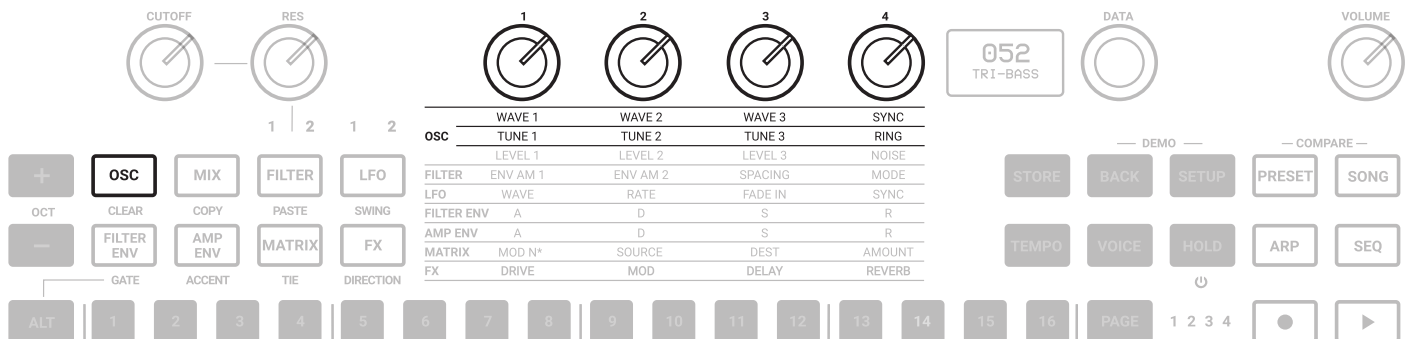 CUTOFF RES 1 2 3 4 DATA VOLUME
052
TRI-BASS
1 2 1 2
WAVE 1 WAVE 2 WAVE 3 SYNC
OSC TUNE 1 TUNE 2 TUNE 3 RING
LEVEL 1 LEVEL 2 LEVEL 3 NOISE
FILTER ENV AM 1 ENV AM 2 SPACING MODE
LFO WAVE RATE FADE IN SYNC
FILTER ENV A D S R
AMP ENV A D S R
MATRIX MOD N* SOURCE DEST AMOUNT
FX DRIVE MOD DELAY REVERB
DEMO COMPARE
+ OSC MIX FILTER LFO STORE BACK SETUP PRESET SONG
OCT CLEAR COPY PASTE SWING
− FILTER ENV AMP ENV MATRIX FX TEMPO VOICE HOLD ARP SEQ
GATE ACCENT TIE DIRECTION
ALT 1 2 3 4 5 6 7 8 9 10 11 12 13 14 15 16 PAGE 1 2 3 4